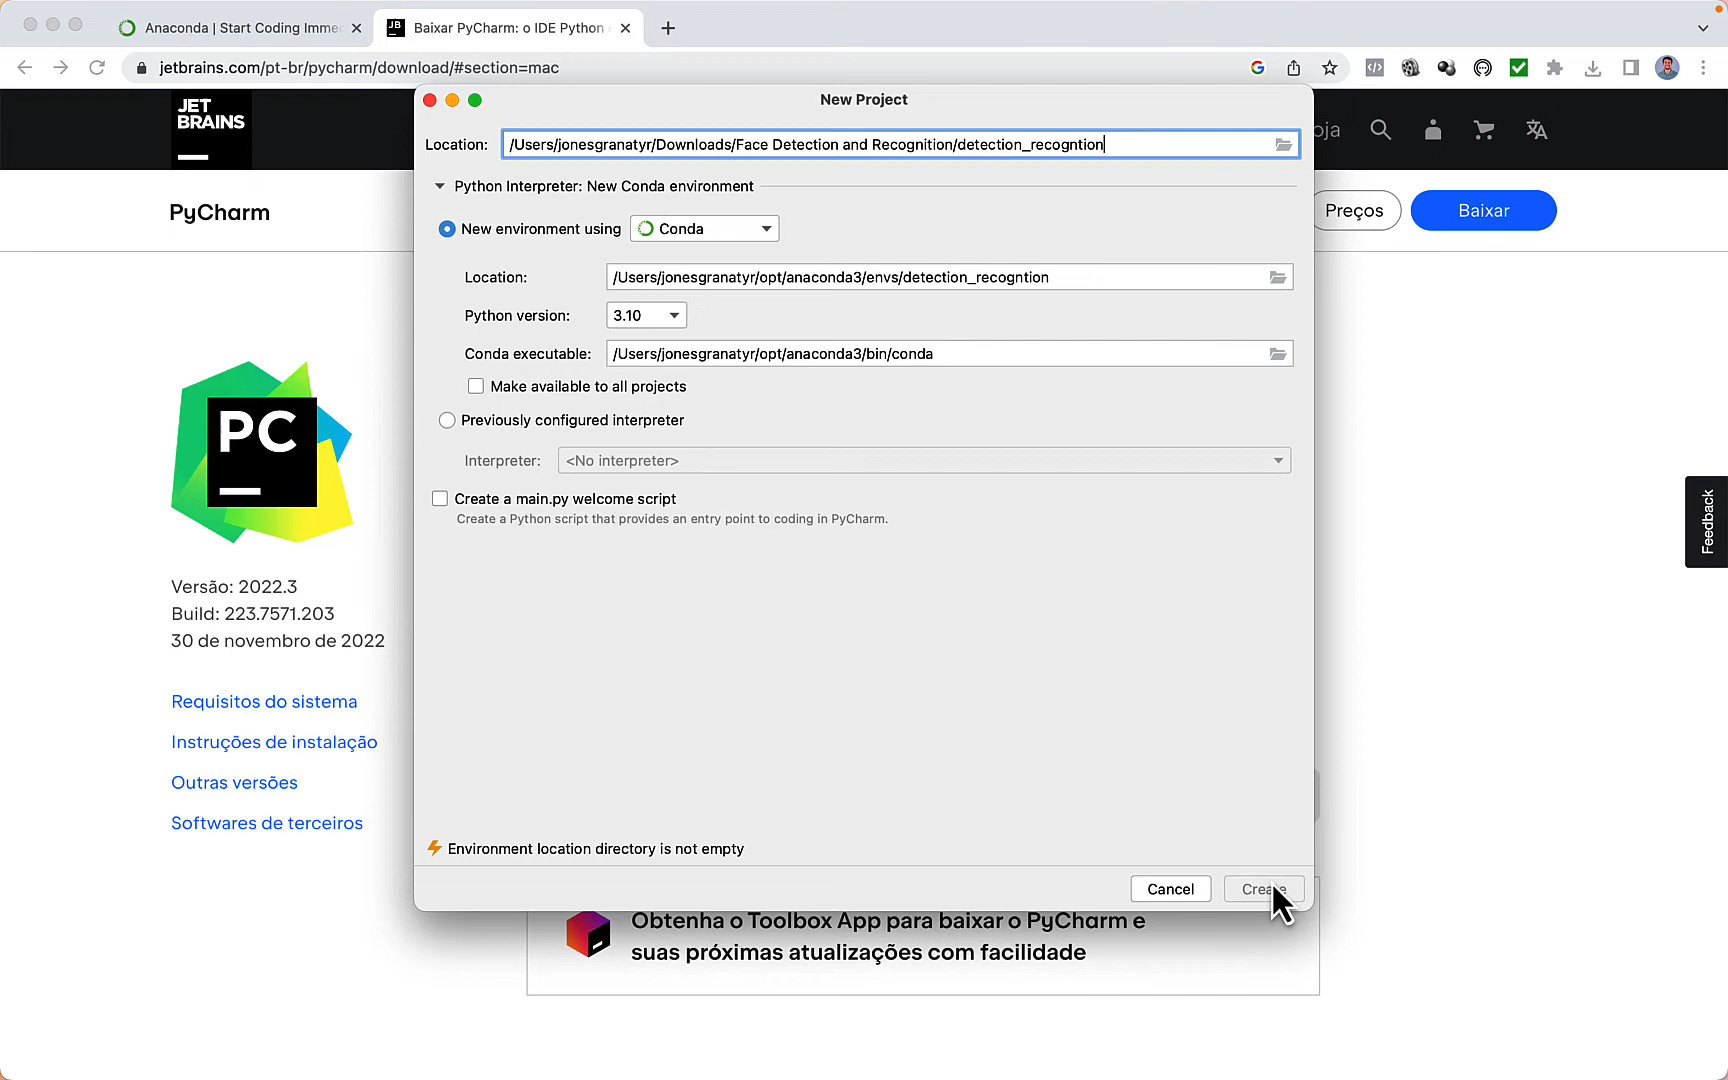 Anaconda | Start Coding Imme
Baixar PyCharm: o IDE Python
jetbrains.com/pt-br/pycharm/download/#section=mac
JET
BRAINS
oja
PyCharm
Preços
Baixar
New Project
Location: /Users/jonesgranatyr/Downloads/Face Detection and Recognition/detection_recogntion
Python Interpreter: New Conda environment
New environment using Conda
Location: /Users/jonesgranatyr/opt/anaconda3/envs/detection_recogntion
Python version: 3.10
Conda executable: /Users/jonesgranatyr/opt/anaconda3/bin/conda
Make available to all projects
Previously configured interpreter
Interpreter: <No interpreter>
Create a main.py welcome script
Create a Python script that provides an entry point to coding in PyCharm.
Environment location directory is not empty
Cancel
Create
PC
Versão: 2022.3
Build: 223.7571.203
30 de novembro de 2022
Requisitos do sistema
Instruções de instalação
Outras versões
Softwares de terceiros
Feedback
Obtenha o Toolbox App para baixar o PyCharm e
suas próximas atualizações com facilidade